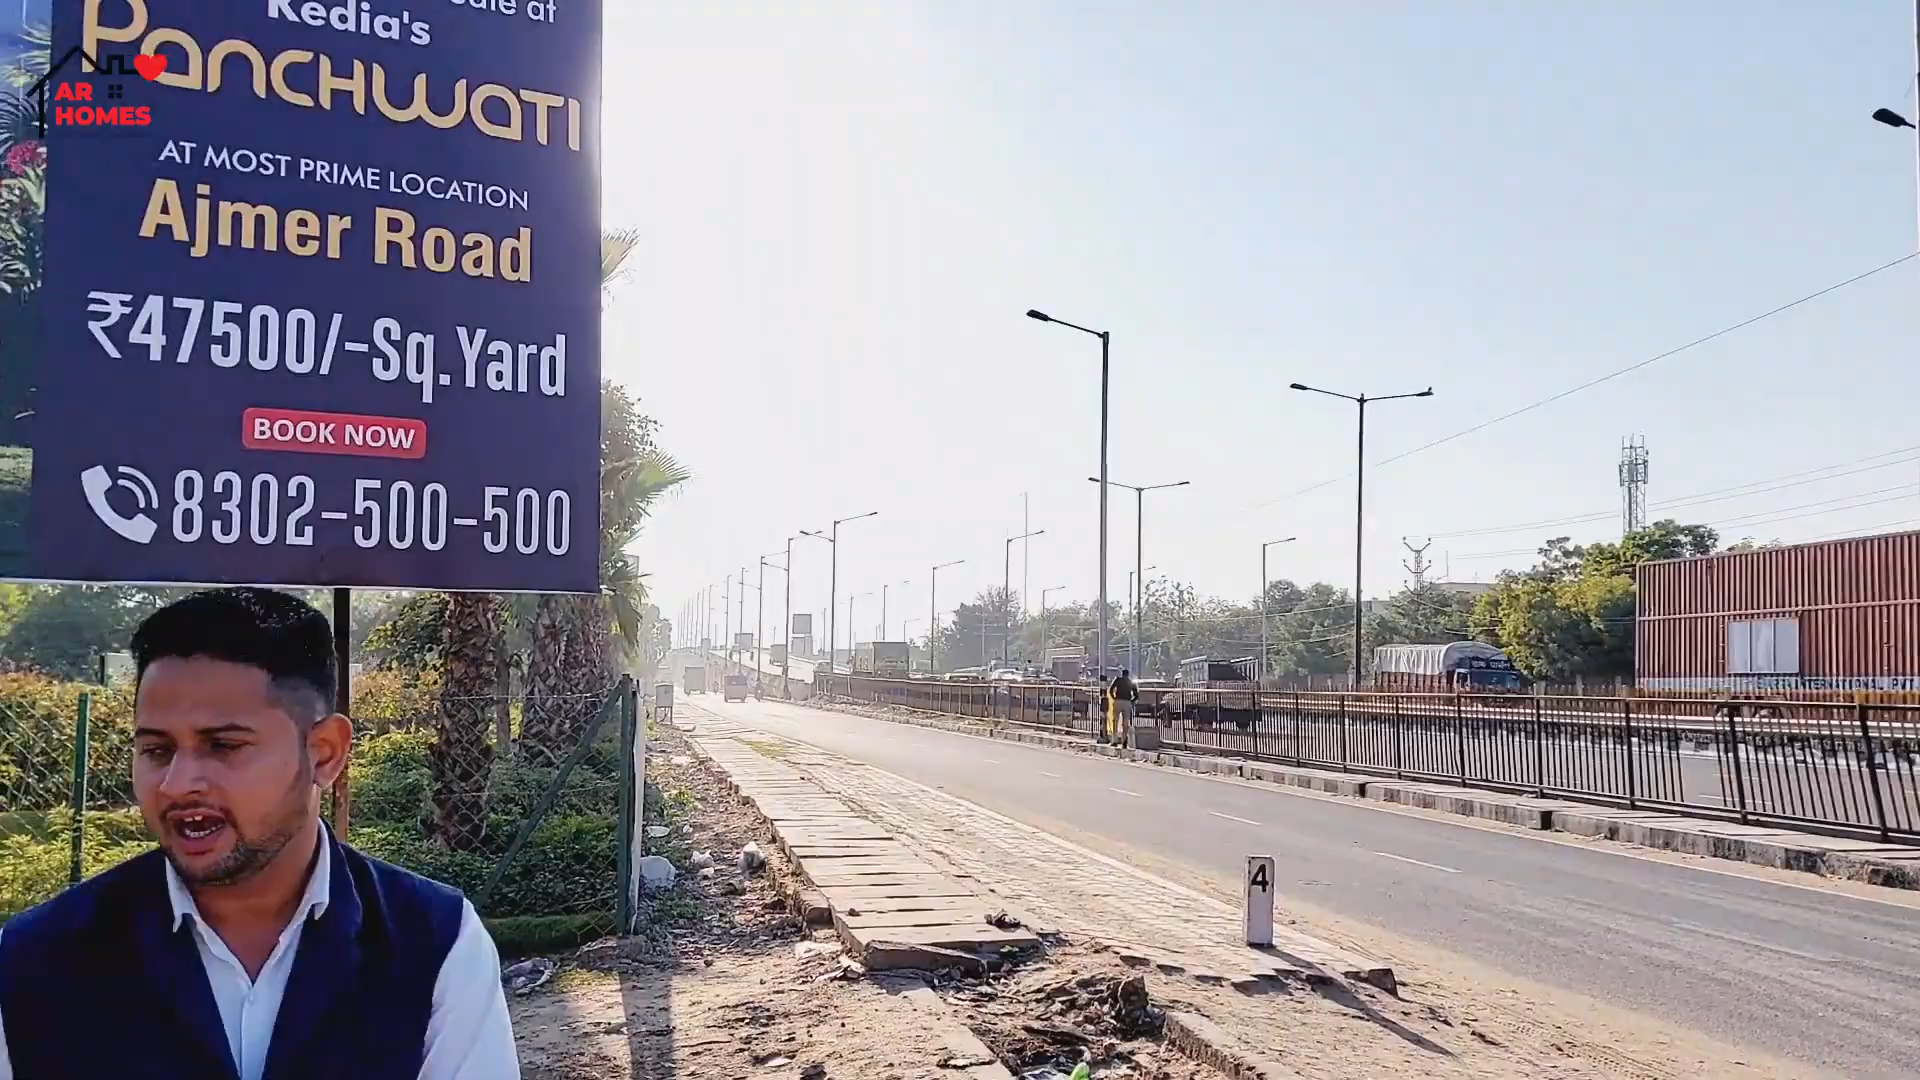 Kedia's
PANCHWATI
AT MOST PRIME LOCATION
Ajmer Road
₹47500/-Sq.Yard
BOOK NOW
8302-500-500
AR
HOMES
4